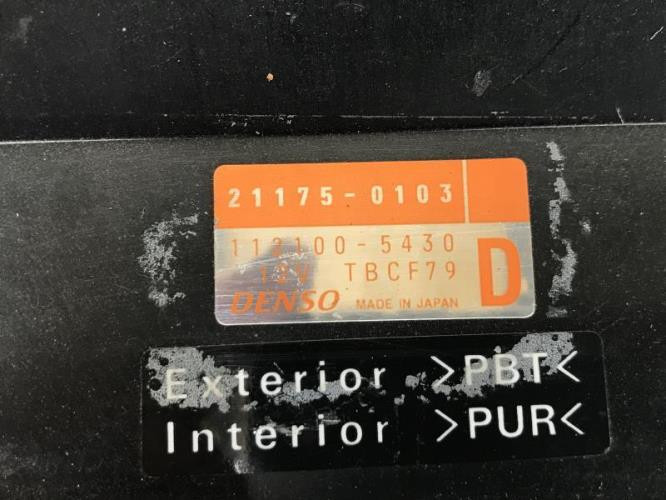 21175-0103
112100-5430
12V TBCF79
D
DENSO MADE IN JAPAN
Exterior >PBT<
Interior >PUR<